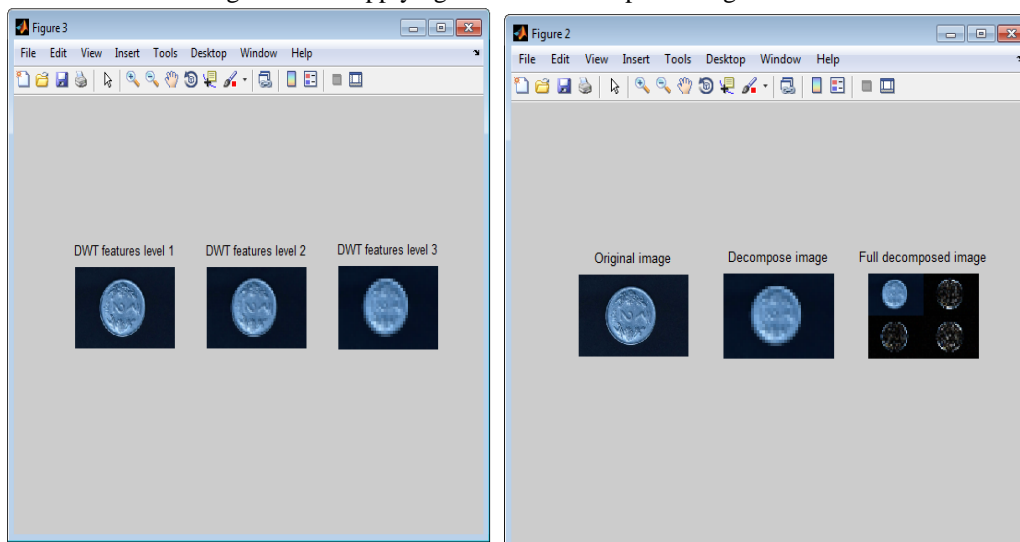 Figure 3
File Edit View Insert Tools Desktop Window Help
DWT features level 1 DWT features level 2 DWT features level 3
Figure 2
File Edit View Insert Tools Desktop Window Help
Original image Decompose image Full decomposed image